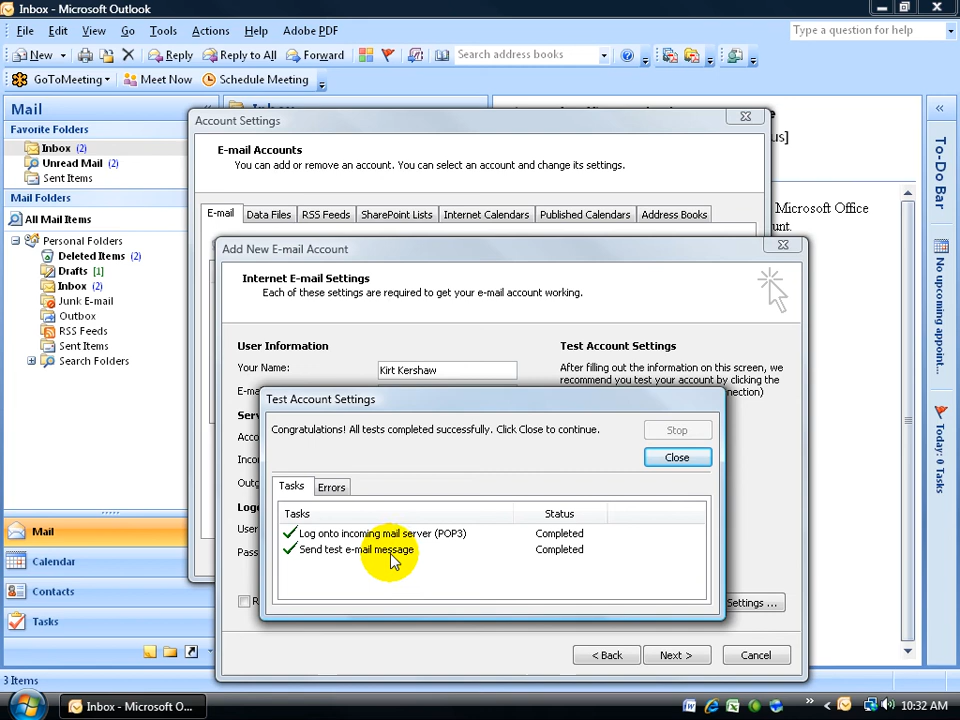 Inbox - Microsoft Outlook
File Edit View Go Tools Actions Help Adobe PDF
Type a question for help
New Reply Reply to All Forward Search address books
GoToMeeting Meet Now Schedule Meeting
Mail
Favorite Folders
Inbox (2)
Unread Mail (2)
Sent Items
Mail Folders
All Mail Items
Personal Folders
Deleted Items (2)
Drafts [1]
Inbox (2)
Junk E-mail
Outbox
RSS Feeds
Sent Items
Search Folders
Mail
Calendar
Contacts
Tasks
3 Items
Account Settings
E-mail Accounts
You can add or remove an account. You can select an account and change its settings.
E-mail Data Files RSS Feeds SharePoint Lists Internet Calendars Published Calendars Address Books
Microsoft Office
Add New E-mail Account
Internet E-mail Settings
Each of these settings are required to get your e-mail account working.
User Information
Your Name: Kirt Kershaw
Test Account Settings
After filling out the information on this screen, we
recommend you test your account by clicking the
Test Account Settings
Congratulations! All tests completed successfully. Click Close to continue.
Stop
Close
Tasks Errors
Tasks Status
Log onto incoming mail server (POP3) Completed
Send test e-mail message Completed
Settings ...
< Back Next > Cancel
To-Do Bar
No upcoming appoint...
Today: 0 Tasks
Inbox - Microsoft O...
10:32 AM